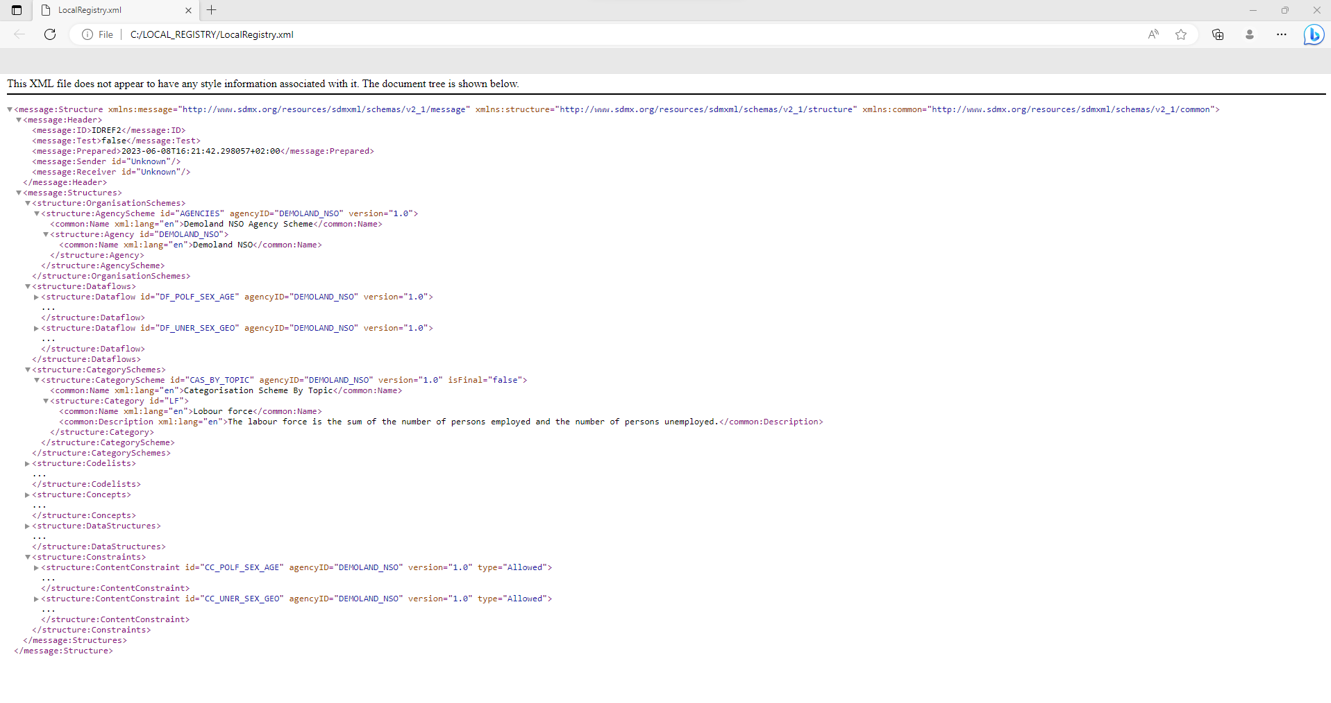 LocalRegistry.xml
File C:/LOCAL_REGISTRY/LocalRegistry.xml
This XML file does not appear to have any style information associated with it. The document tree is shown below.
<message:Structure xmlns:message="http://www.sdmx.org/resources/sdmxml/schemas/v2_1/message" xmlns:structure="http://www.sdmx.org/resources/sdmxml/schemas/v2_1/structure" xmlns:common="http://www.sdmx.org/resources/sdmxml/schemas/v2_1/common">
<message:Header>
<message:ID>IDREF2</message:ID>
<message:Test>false</message:Test>
<message:Prepared>2023-06-08T16:21:42.298057+02:00</message:Prepared>
<message:Sender id="Unknown"/>
<message:Receiver id="Unknown"/>
</message:Header>
<message:Structures>
<structure:OrganisationSchemes>
<structure:AgencyScheme id="AGENCIES" agencyID="DEMOLAND_NSO" version="1.0">
<common:Name xml:lang="en">Demoland NSO Agency Scheme</common:Name>
<structure:Agency id="DEMOLAND_NSO">
<common:Name xml:lang="en">Demoland NSO</common:Name>
</structure:Agency>
</structure:AgencyScheme>
</structure:OrganisationSchemes>
<structure:Dataflows>
<structure:Dataflow id="DF_POLF_SEX_AGE" agencyID="DEMOLAND_NSO" version="1.0">
...
</structure:Dataflow>
<structure:Dataflow id="DF_UNER_SEX_GEO" agencyID="DEMOLAND_NSO" version="1.0">
...
</structure:Dataflow>
</structure:Dataflows>
<structure:CategorySchemes>
<structure:CategoryScheme id="CAS_BY_TOPIC" agencyID="DEMOLAND_NSO" version="1.0" isFinal="false">
<common:Name xml:lang="en">Categorisation Scheme By Topic</common:Name>
<structure:Category id="LF">
<common:Name xml:lang="en">Lobour force</common:Name>
<common:Description xml:lang="en">The labour force is the sum of the number of persons employed and the number of persons unemployed.</common:Description>
</structure:Category>
</structure:CategoryScheme>
</structure:CategorySchemes>
<structure:Codelists>
...
</structure:Codelists>
<structure:Concepts>
...
</structure:Concepts>
<structure:DataStructures>
...
</structure:DataStructures>
<structure:Constraints>
<structure:ContentConstraint id="CC_POLF_SEX_AGE" agencyID="DEMOLAND_NSO" version="1.0" type="Allowed">
...
</structure:ContentConstraint>
<structure:ContentConstraint id="CC_UNER_SEX_GEO" agencyID="DEMOLAND_NSO" version="1.0" type="Allowed">
...
</structure:ContentConstraint>
</structure:Constraints>
</message:Structures>
</message:Structure>